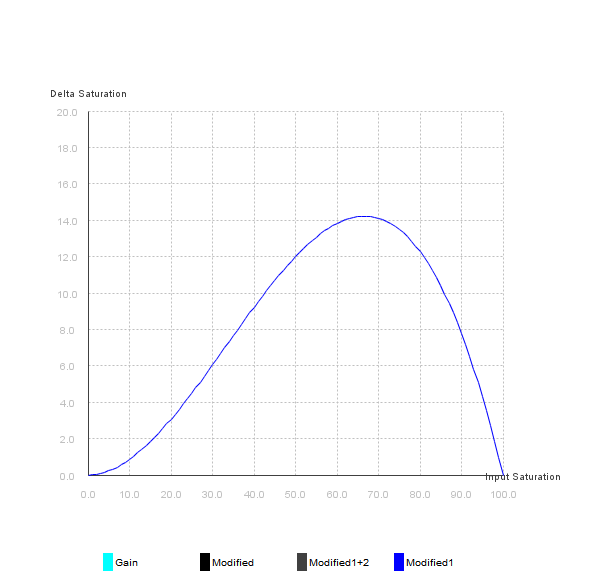 Delta Saturation
20.0
18.0
16.0
14.0
12.0
10.0
8.0
6.0
4.0
2.0
0.0
Input Saturation
0.0 10.0 20.0 30.0 40.0 50.0 60.0 70.0 80.0 90.0 100.0
Gain Modified Modified1+2 Modified1